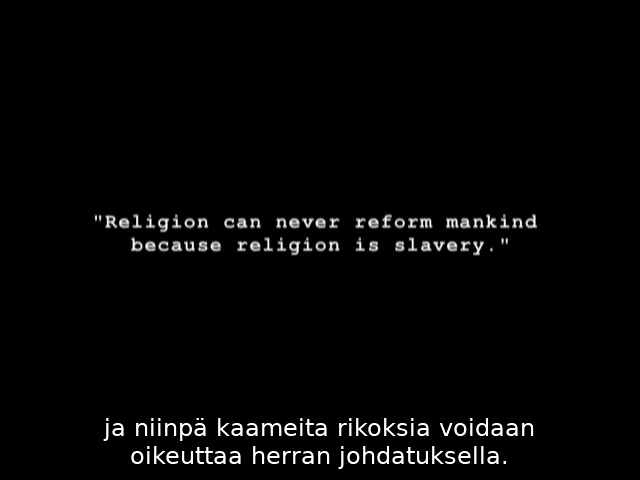 "Religion can never reform mankind
because religion is slavery."
ja niinpä kaameita rikoksia voidaan
oikeuttaa herran johdatuksella.